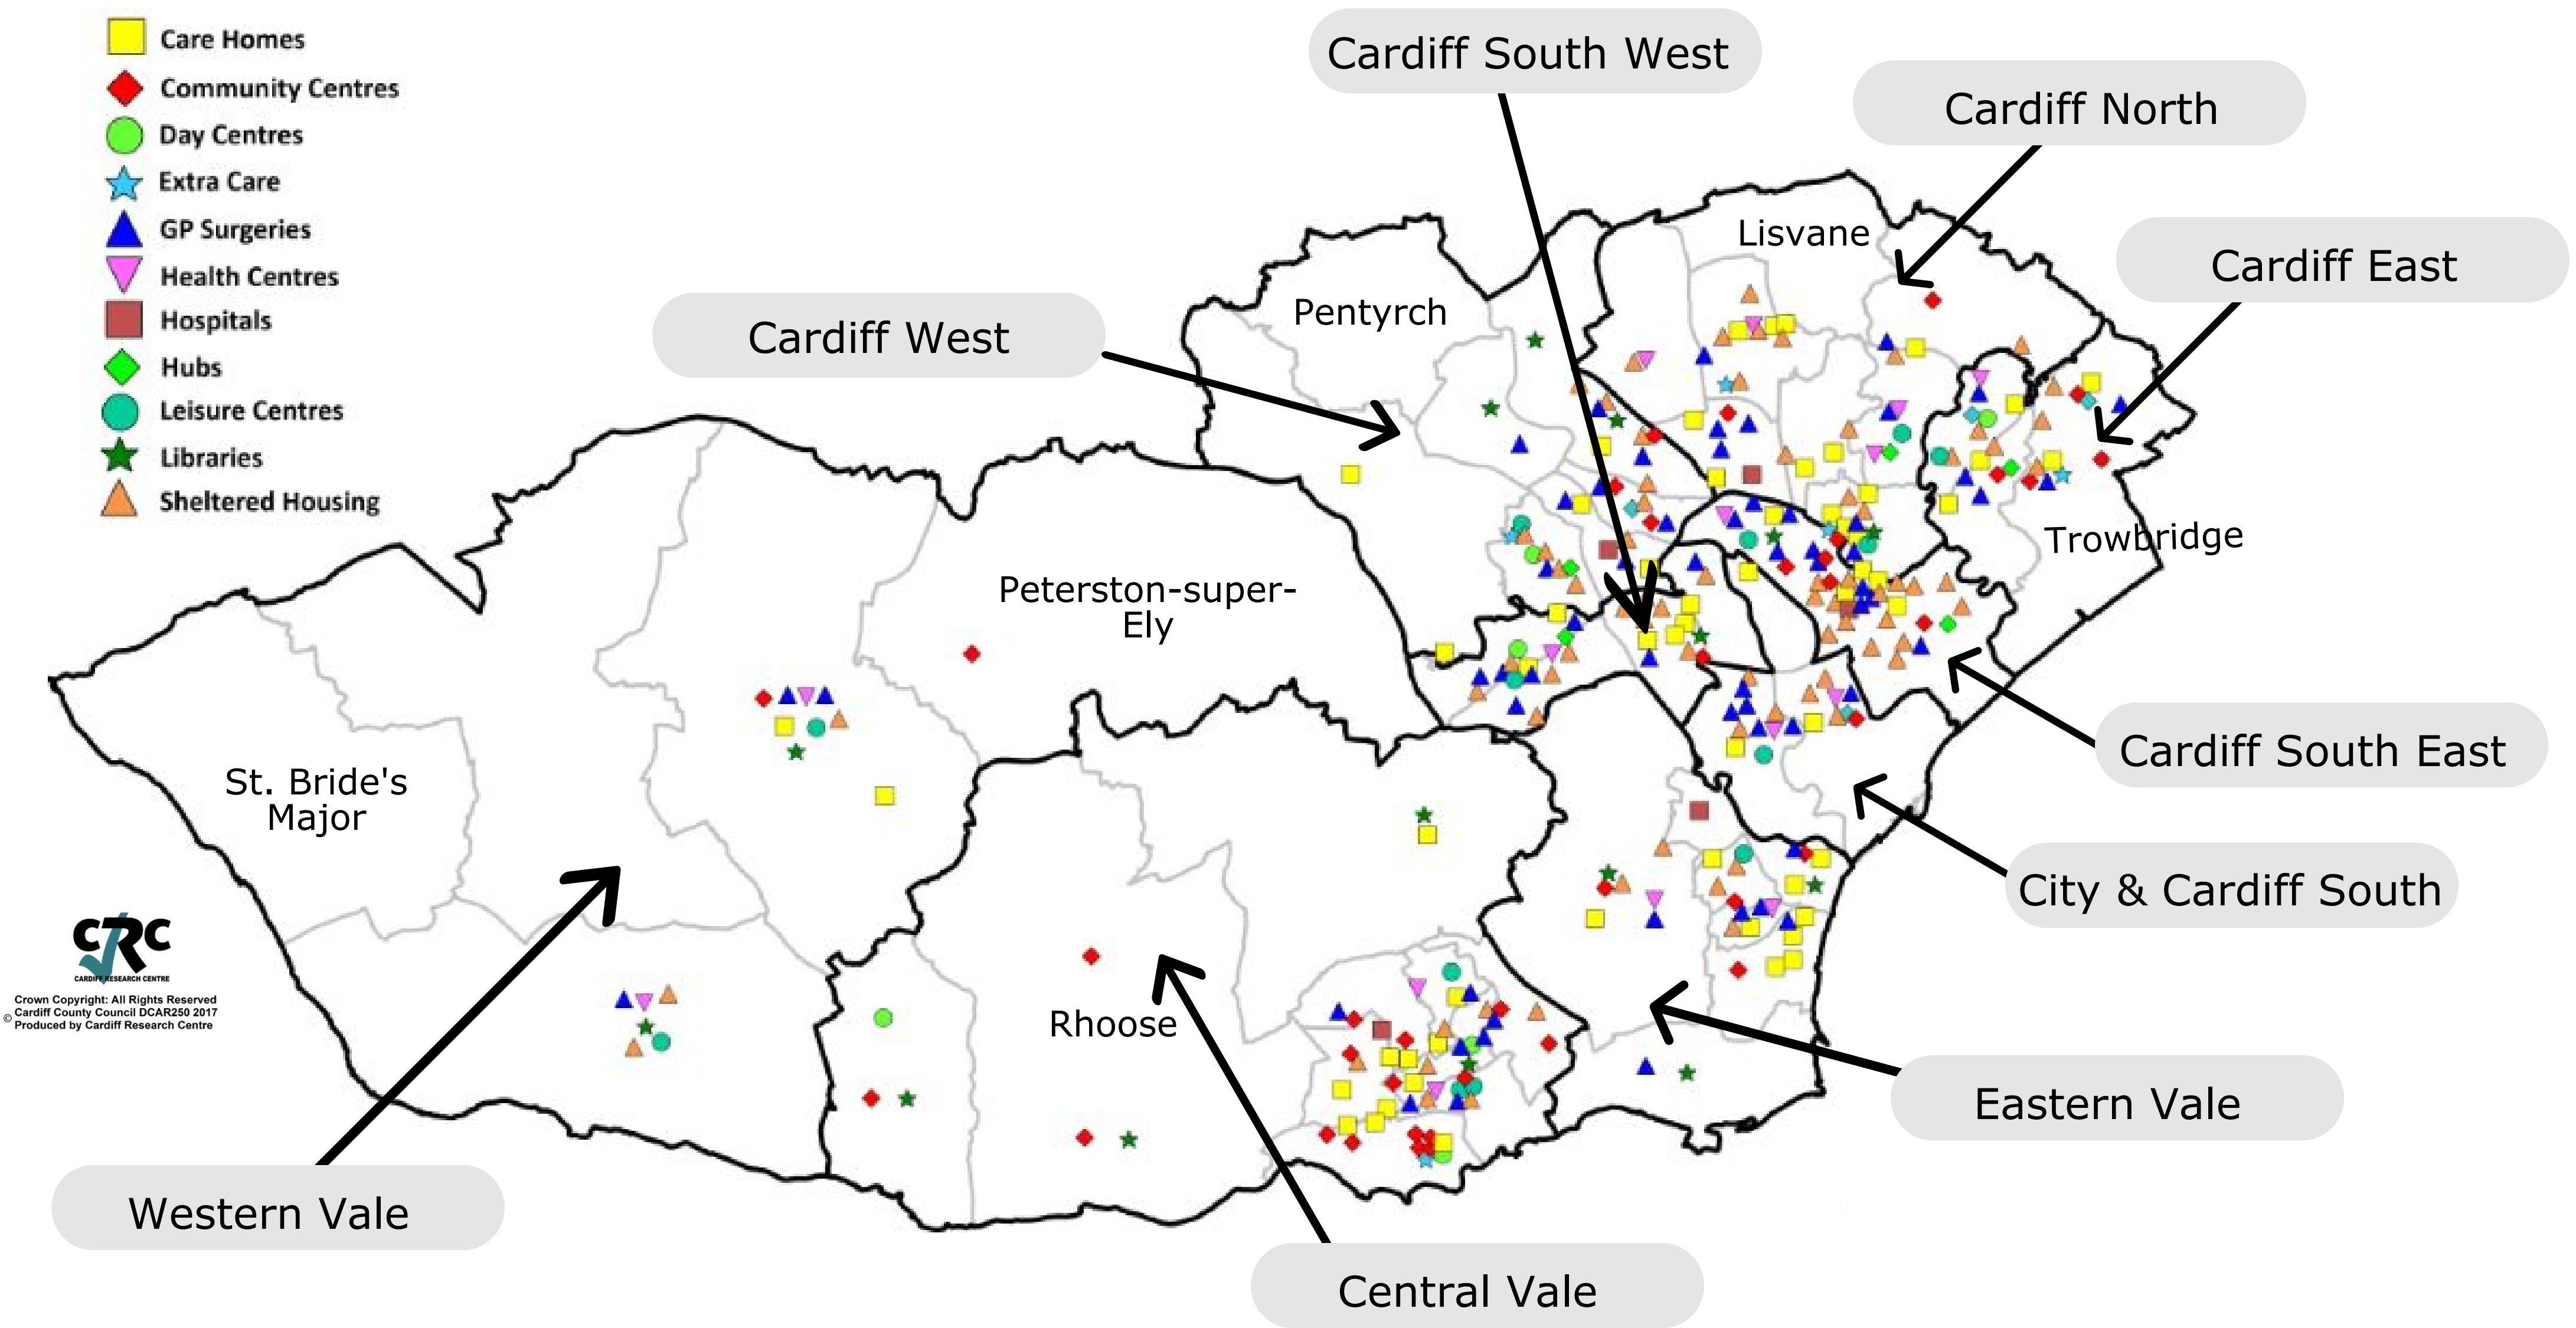 Care Homes
Community Centres
Day Centres
Extra Care
GP Surgeries
Health Centres
Hospitals
Hubs
Leisure Centres
Libraries
Sheltered Housing
Cardiff South West
Cardiff North
Cardiff East
Cardiff West
Lisvane
Pentyrch
Trowbridge
Peterston-super-
Ely
St. Bride's
Major
Rhoose
Cardiff South East
City & Cardiff South
Eastern Vale
Central Vale
Western Vale
CRC
CARDIFF RESEARCH CENTRE
Crown Copyright: All Rights Reserved
© Cardiff County Council DCAR250 2017
Produced by Cardiff Research Centre